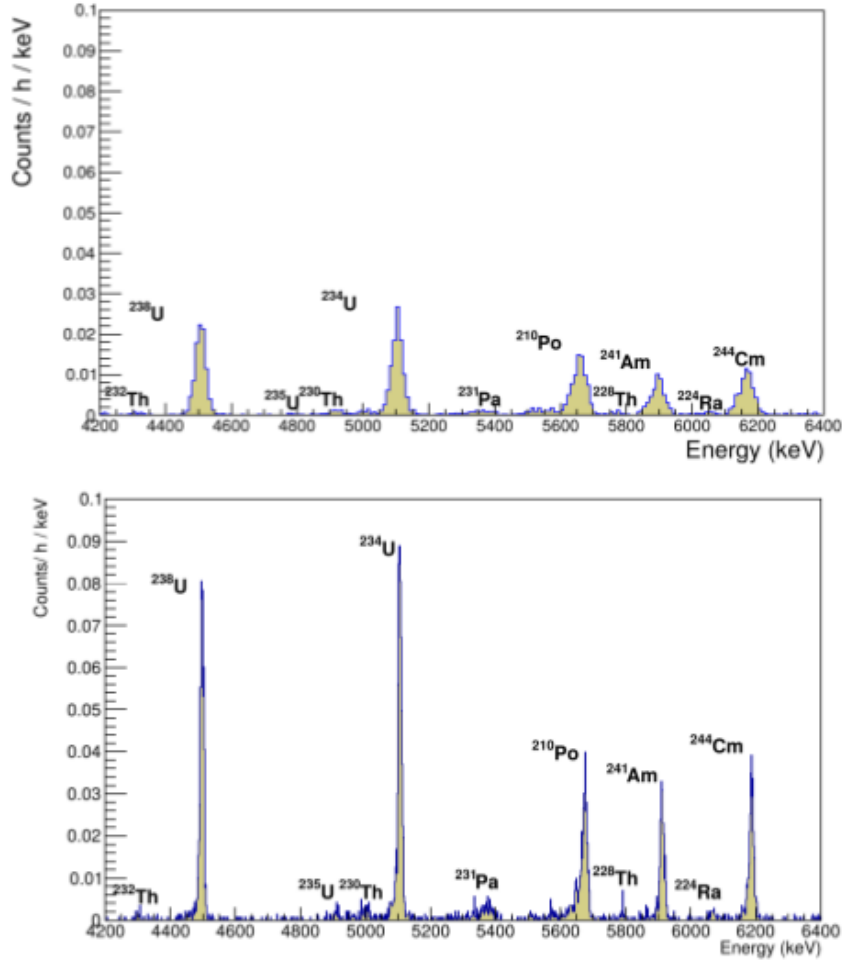 0.1
0.09
0.08
0.07
0.06
0.05
0.04
0.03
0.02
0.01
0
Counts / h / keV
²³⁸U
²³⁴U
²¹⁰Po
²⁴¹Am
²⁴⁴Cm
²³²Th
²³⁵U ²³⁰Th
²³¹Pa
²²⁸Th
²²⁴Ra
4200 4400 4600 4800 5000 5200 5400 5600 5800 6000 6200 6400
Energy (keV)
0.1
0.09
0.08
0.07
0.06
0.05
0.04
0.03
0.02
0.01
0
Counts/ h / keV
²³⁴U
²³⁸U
²¹⁰Po
²⁴¹Am
²⁴⁴Cm
²³²Th
²³⁵U ²³⁰Th
²³¹Pa
²²⁸Th
²²⁴Ra
4200 4400 4600 4800 5000 5200 5400 5600 5800 6000 6200 6400
Energy (keV)